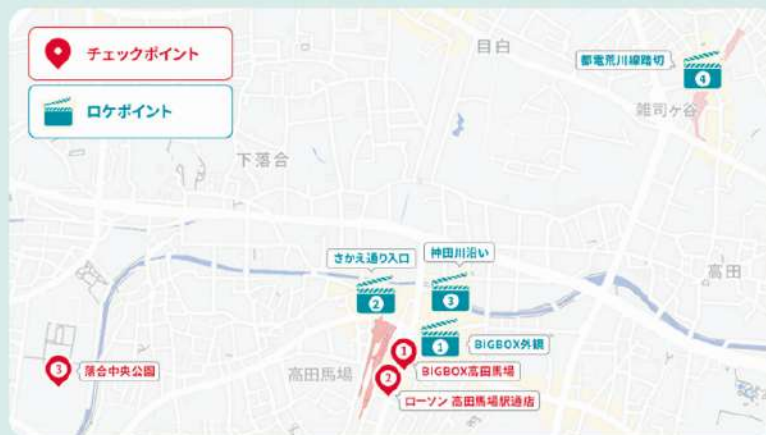 チェックポイント
ロケポイント
目白
都電荒川線踏切
4
雑司ヶ谷
下落合
さかえ通り入口
神田川沿い
高田
2
3
1
BIGBOX外観
1
BIGBOX高田馬場
3
落合中央公園
高田馬場
2
ローソン 高田馬場駅通店